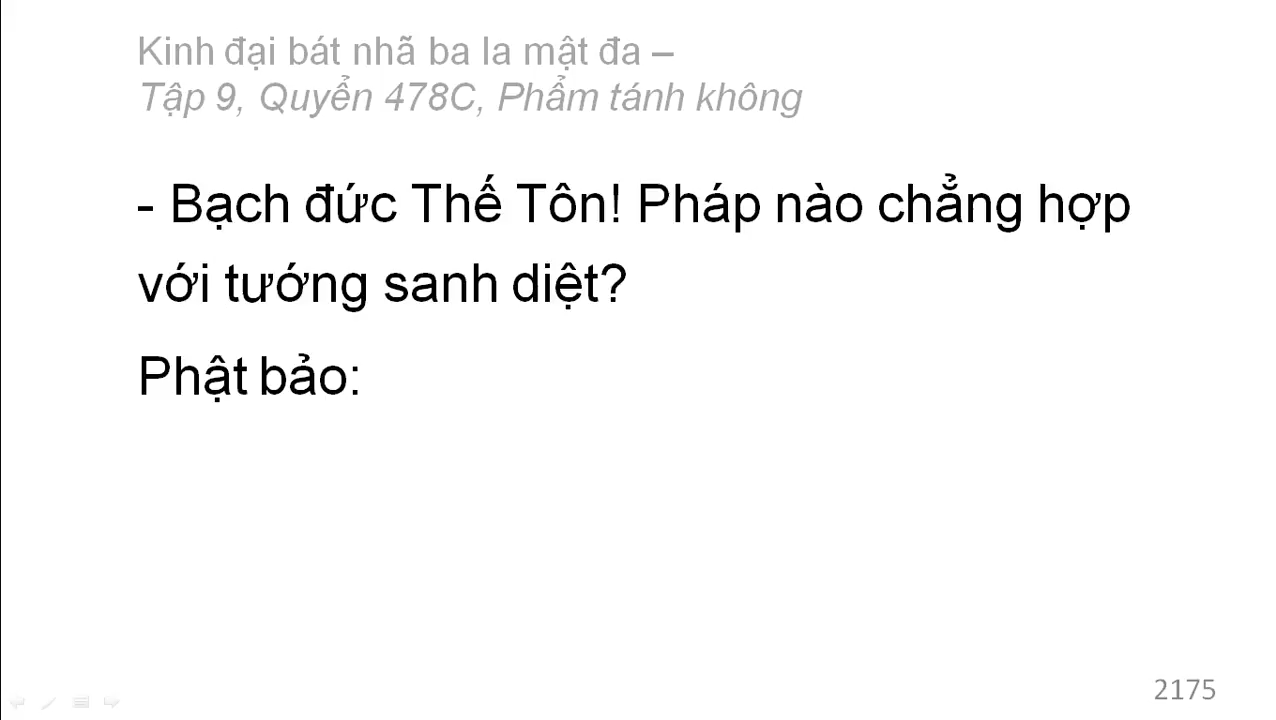 Kinh đại bát nhã ba la mật đa –
Tập 9, Quyển 478C, Phẩm tánh không
- Bạch đức Thế Tôn! Pháp nào chẳng hợp
với tướng sanh diệt?
Phật bảo:
2175